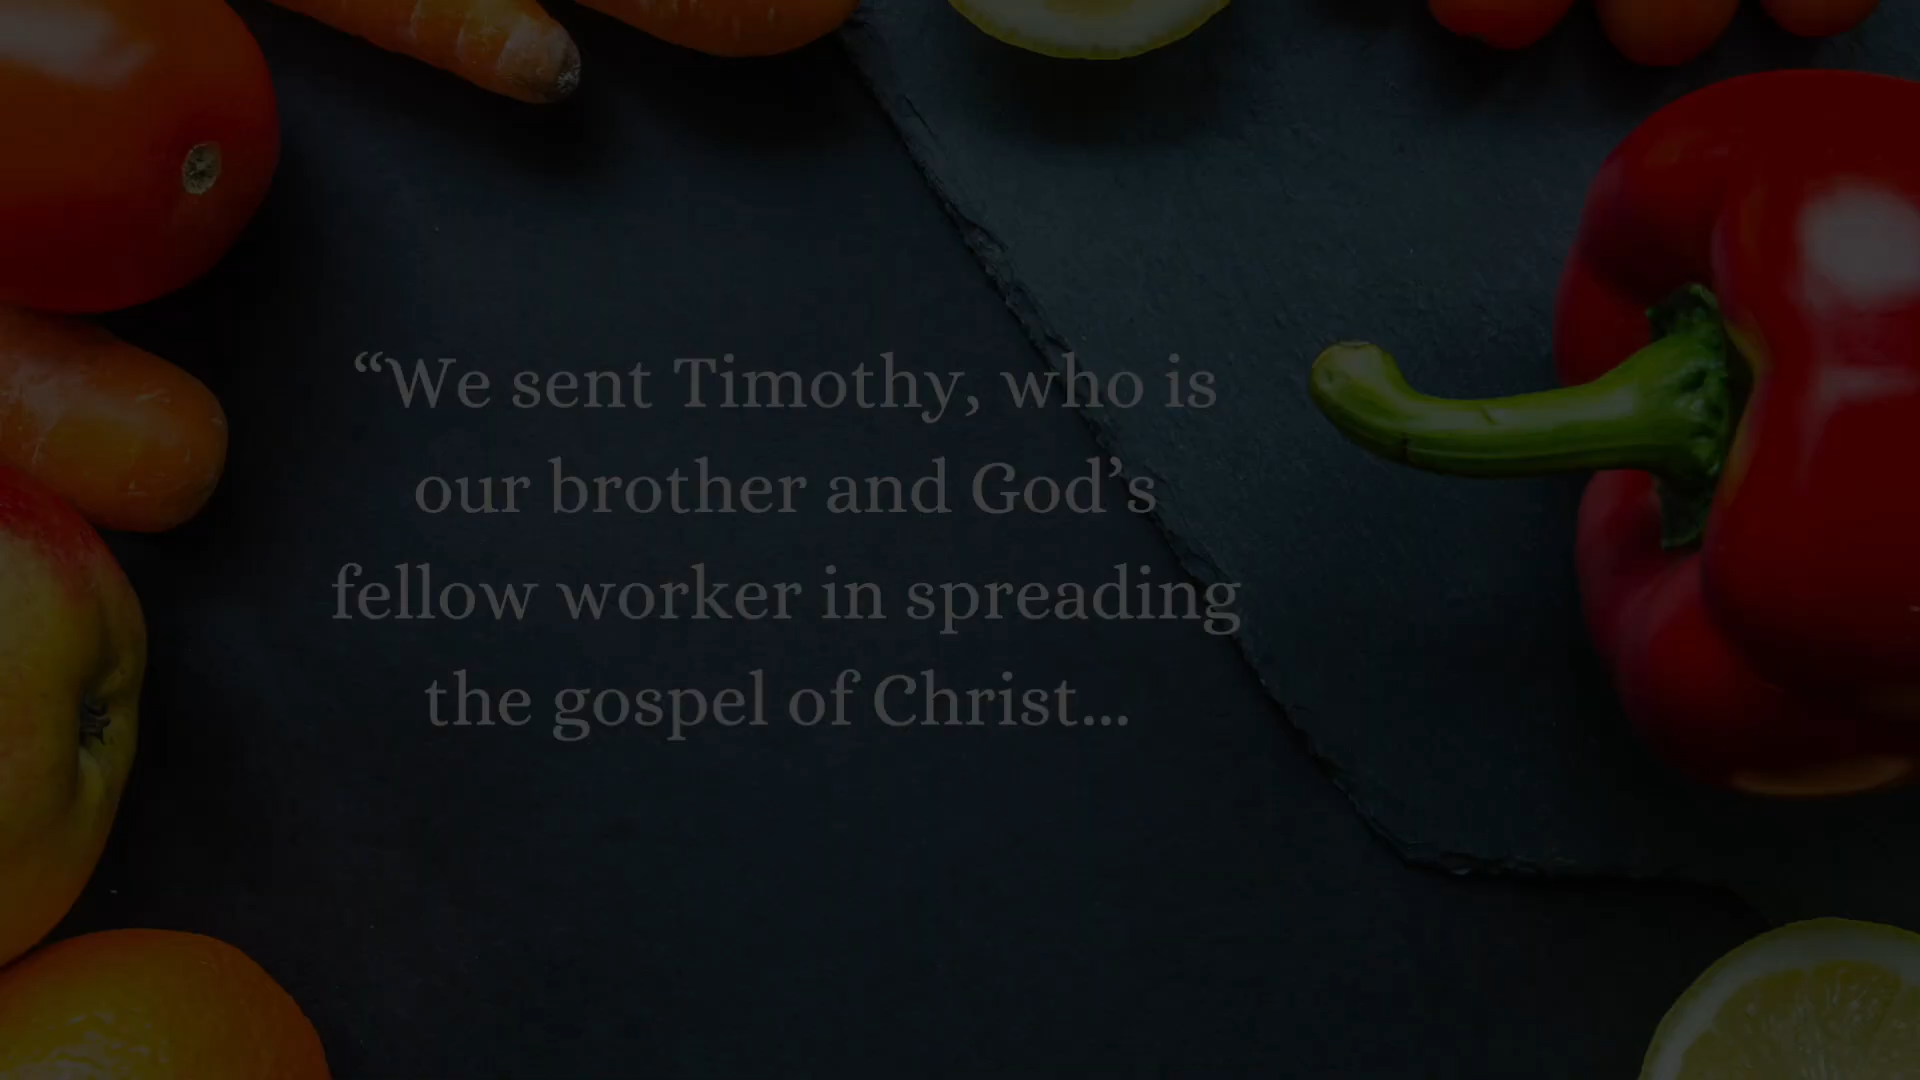 “We sent Timothy, who is
our brother and God’s
fellow worker in spreading
the gospel of Christ...